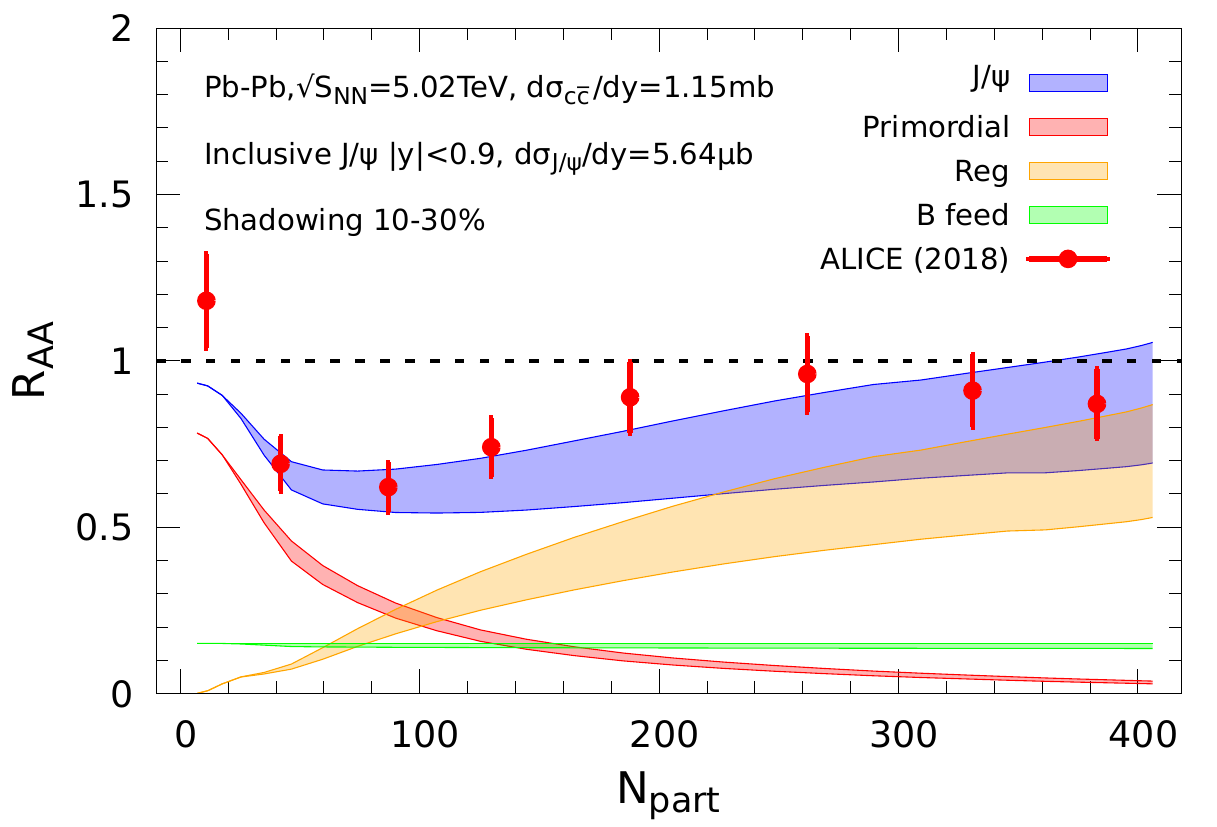 Pb-Pb,√S_NN=5.02TeV, dσ_cc̅/dy=1.15mb
Inclusive J/ψ |y|<0.9, dσ_J/ψ/dy=5.64μb
Shadowing 10-30%
J/ψ
Primordial
Reg
B feed
ALICE (2018)
R_AA
2
1.5
1
0.5
0
0 100 200 300 400
N_part